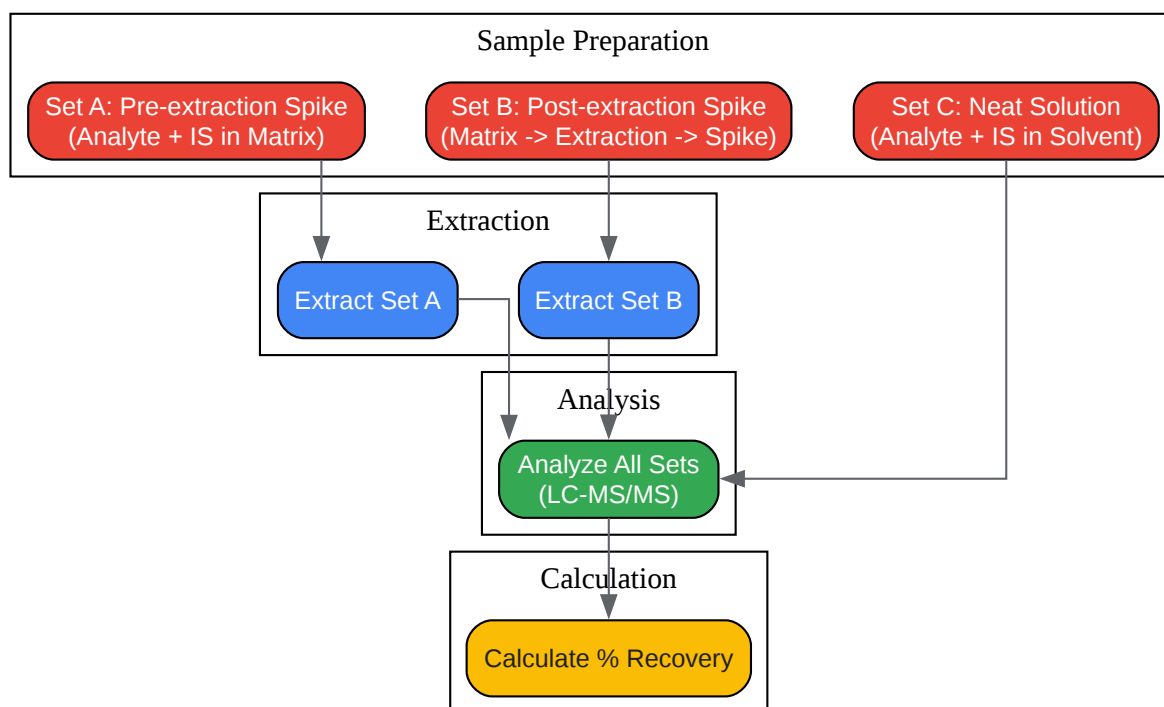 Sample Preparation
Set A: Pre-extraction Spike
(Analyte + IS in Matrix)
Set B: Post-extraction Spike
(Matrix -> Extraction -> Spike)
Set C: Neat Solution
(Analyte + IS in Solvent)
Extraction
Extract Set A
Extract Set B
Analysis
Analyze All Sets
(LC-MS/MS)
Calculation
Calculate % Recovery